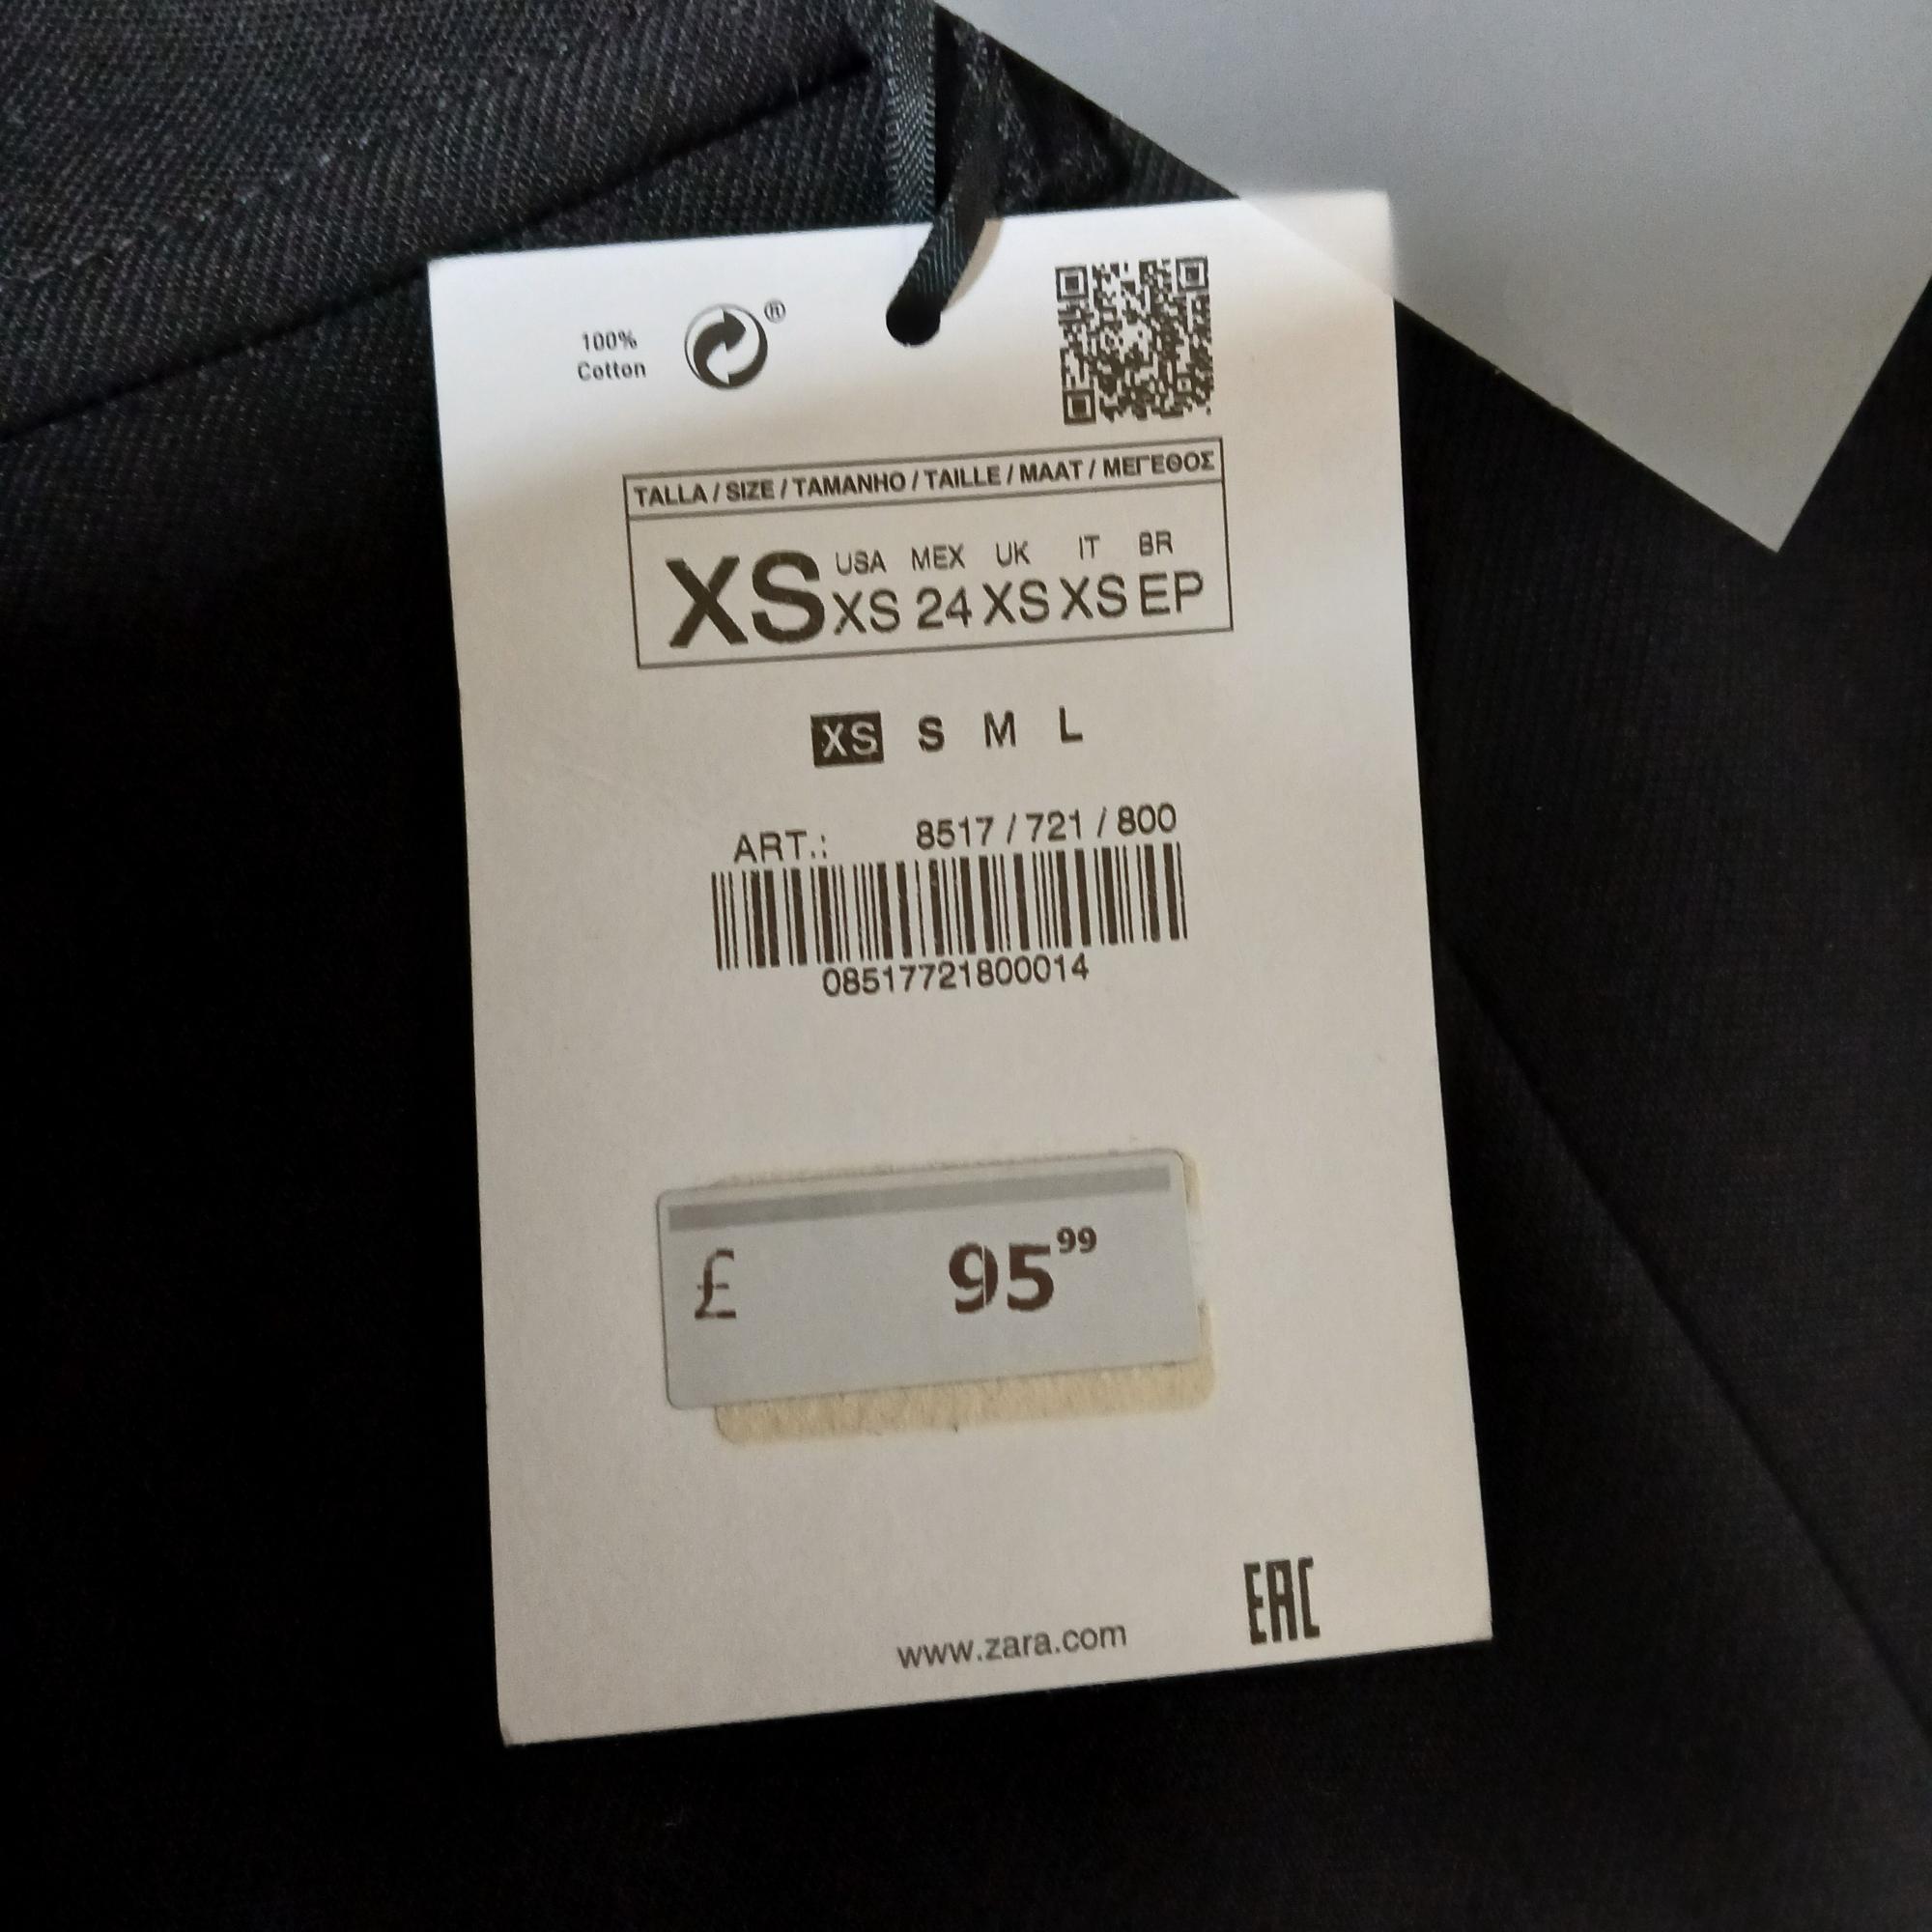 100%
Cotton
®
TALLA / SIZE / TAMANHO / TAILLE / MAAT / ΜΕΓΕΘΟΣ
USA MEX UK IT BR
XS XS 24 XS XS EP
XS S M L
ART.: 8517 / 721 / 800
08517721800014
£ 95 99
www.zara.com
EAC